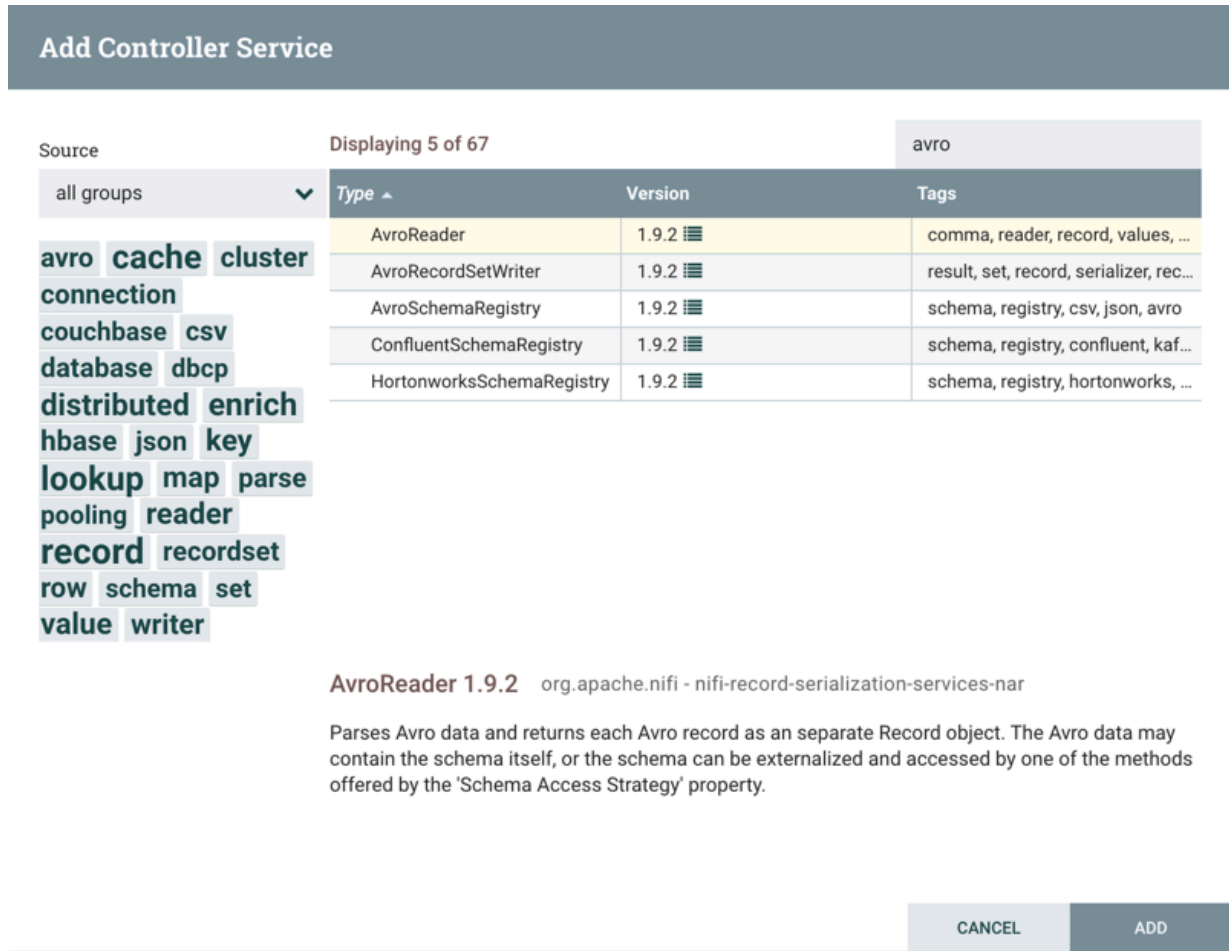 Add Controller Service
Source
Displaying 5 of 67
avro
all groups
Type Version Tags
AvroReader 1.9.2 comma, reader, record, values, ...
AvroRecordSetWriter 1.9.2 result, set, record, serializer, rec...
AvroSchemaRegistry 1.9.2 schema, registry, csv, json, avro
ConfluentSchemaRegistry 1.9.2 schema, registry, confluent, kaf...
HortonworksSchemaRegistry 1.9.2 schema, registry, hortonworks, ...
avro cache cluster
connection
couchbase csv
database dbcp
distributed enrich
hbase json key
lookup map parse
pooling reader
record recordset
row schema set
value writer
AvroReader 1.9.2 org.apache.nifi - nifi-record-serialization-services-nar
Parses Avro data and returns each Avro record as an separate Record object. The Avro data may
contain the schema itself, or the schema can be externalized and accessed by one of the methods
offered by the 'Schema Access Strategy' property.
CANCEL ADD